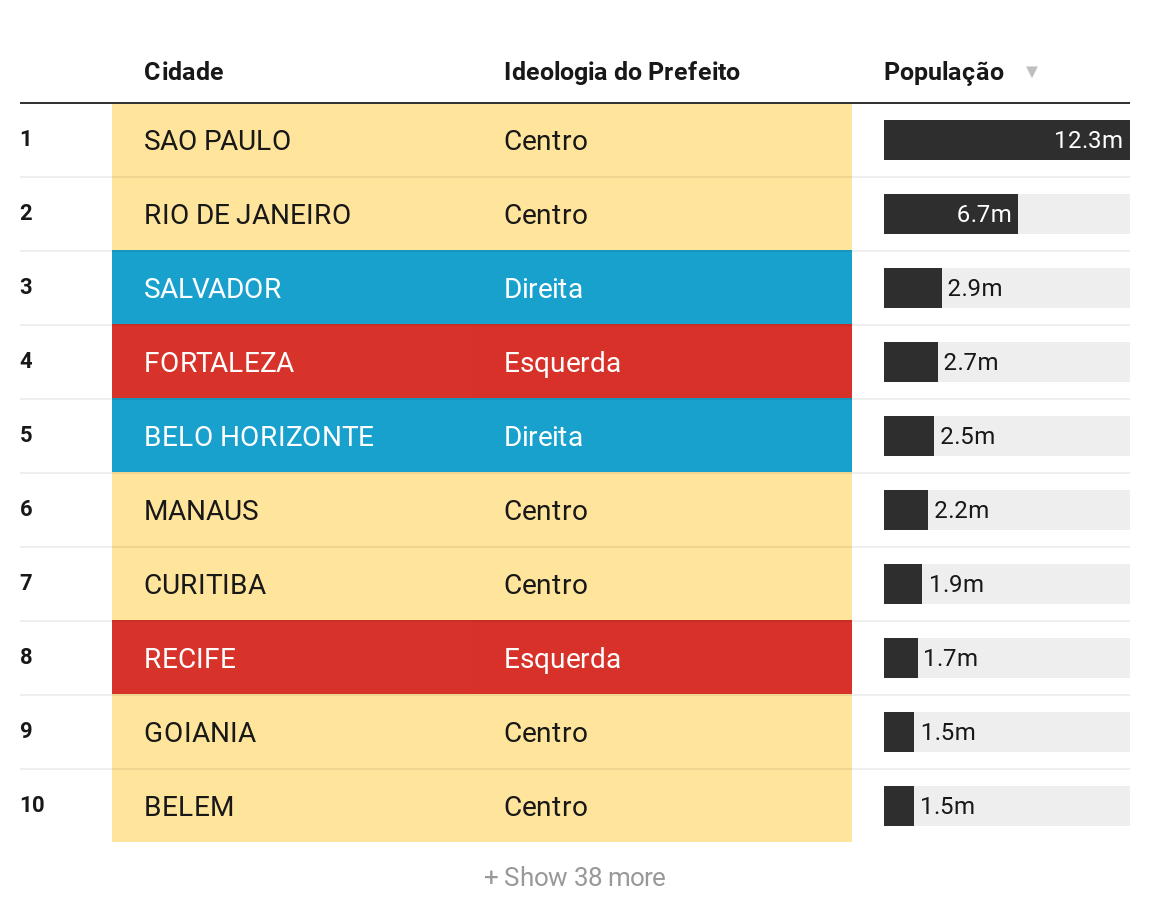 Cidade Ideologia do Prefeito População ▼
1 SAO PAULO Centro 12.3m
2 RIO DE JANEIRO Centro 6.7m
3 SALVADOR Direita 2.9m
4 FORTALEZA Esquerda 2.7m
5 BELO HORIZONTE Direita 2.5m
6 MANAUS Centro 2.2m
7 CURITIBA Centro 1.9m
8 RECIFE Esquerda 1.7m
9 GOIANIA Centro 1.5m
10 BELEM Centro 1.5m
+ Show 38 more